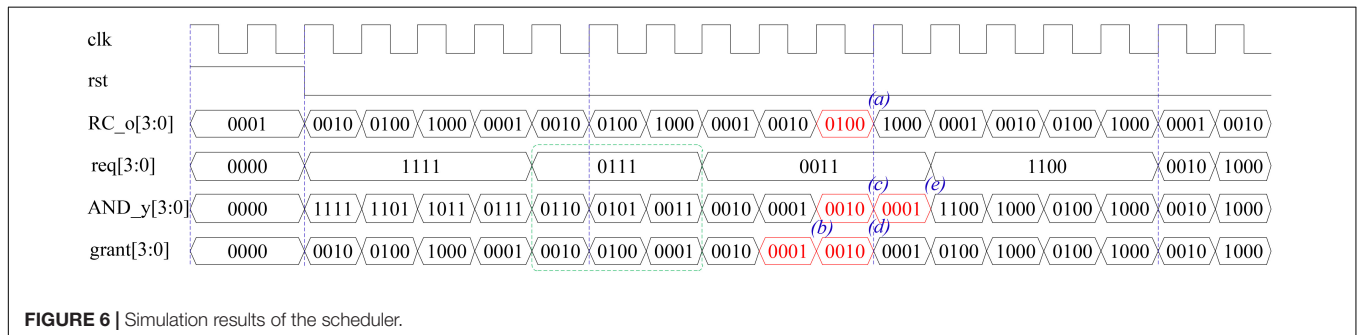 clk
rst
(a)
RC_o[3:0] 0001 0010 0100 1000 0001 0010 0100 1000 0001 0010 0100 1000 0001 0010 0100 1000 0001 0010
req[3:0] 0000 1111 0111 0011 1100 0010 1000
(c) (e)
AND_y[3:0] 0000 1111 1101 1011 0111 0110 0101 0011 0010 0001 0010 0001 1100 1000 0100 1000 0010 1000
(b) (d)
grant[3:0] 0000 0010 0100 1000 0001 0010 0100 0001 0010 0001 0010 0001 0100 1000 0100 1000 0010 1000
FIGURE 6 | Simulation results of the scheduler.